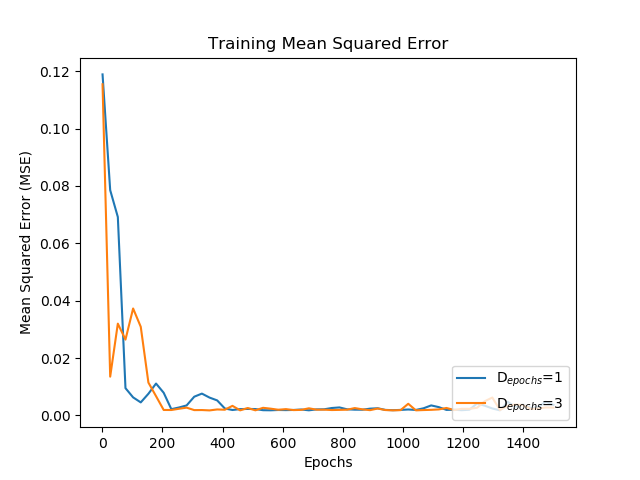 Training Mean Squared Error
Mean Squared Error (MSE)
0.12
0.10
0.08
0.06
0.04
0.02
0.00
0 200 400 600 800 1000 1200 1400
Epochs
D_epochs=1
D_epochs=3